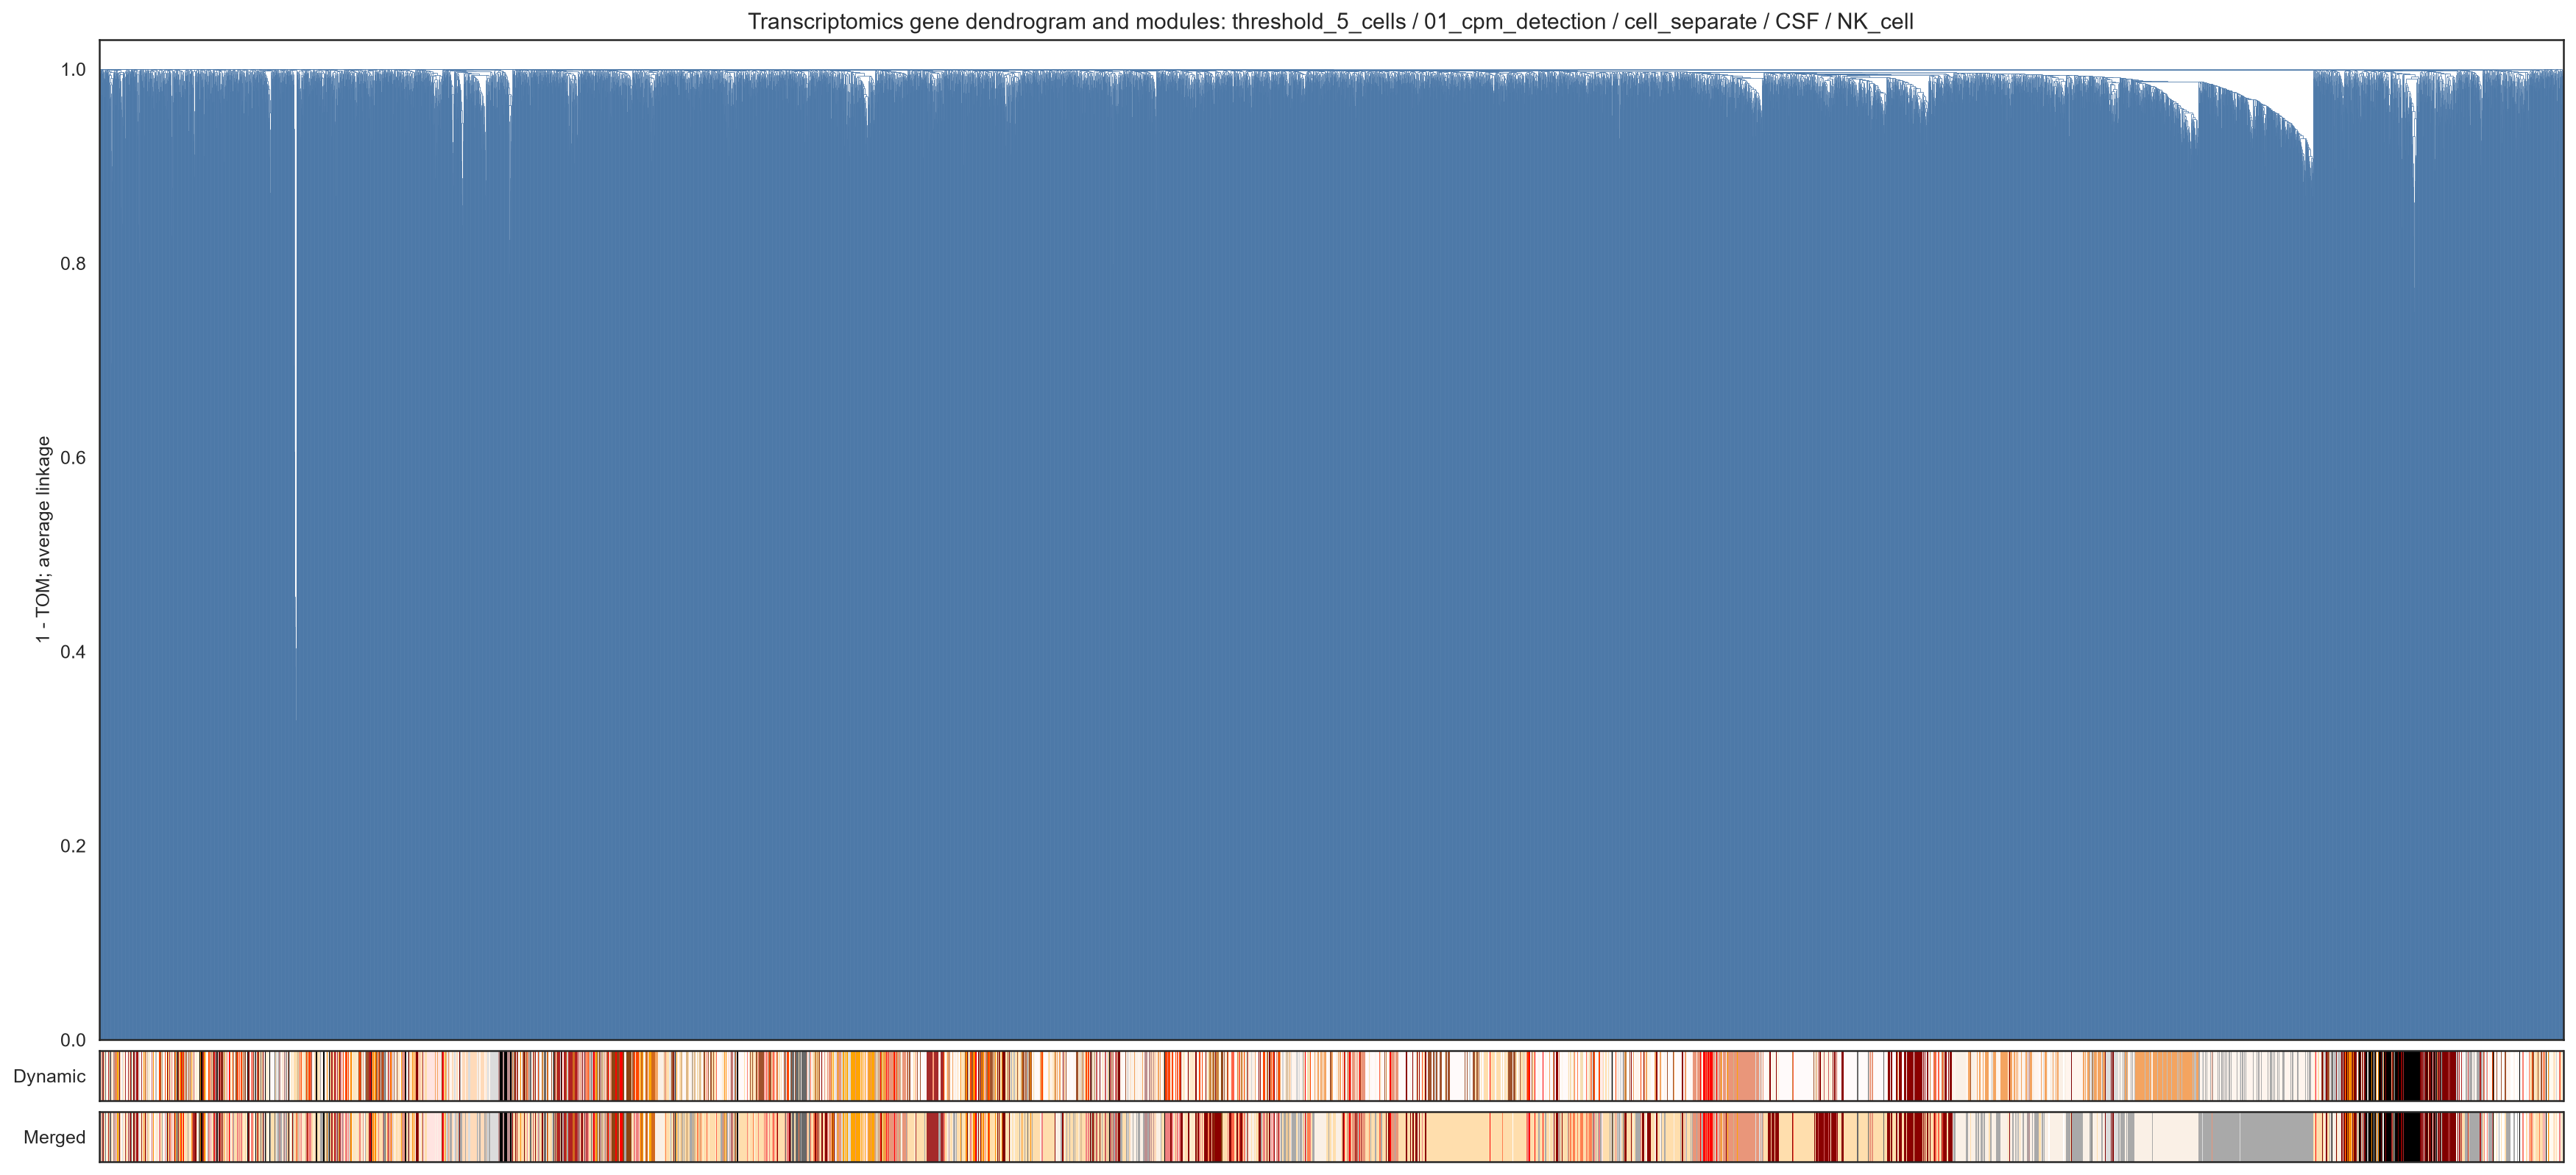 Transcriptomics gene dendrogram and modules: threshold_5_cells / 01_cpm_detection / cell_separate / CSF / NK_cell
1.0
0.8
0.6
0.4
0.2
0.0
1 - TOM; average linkage
Dynamic
Merged